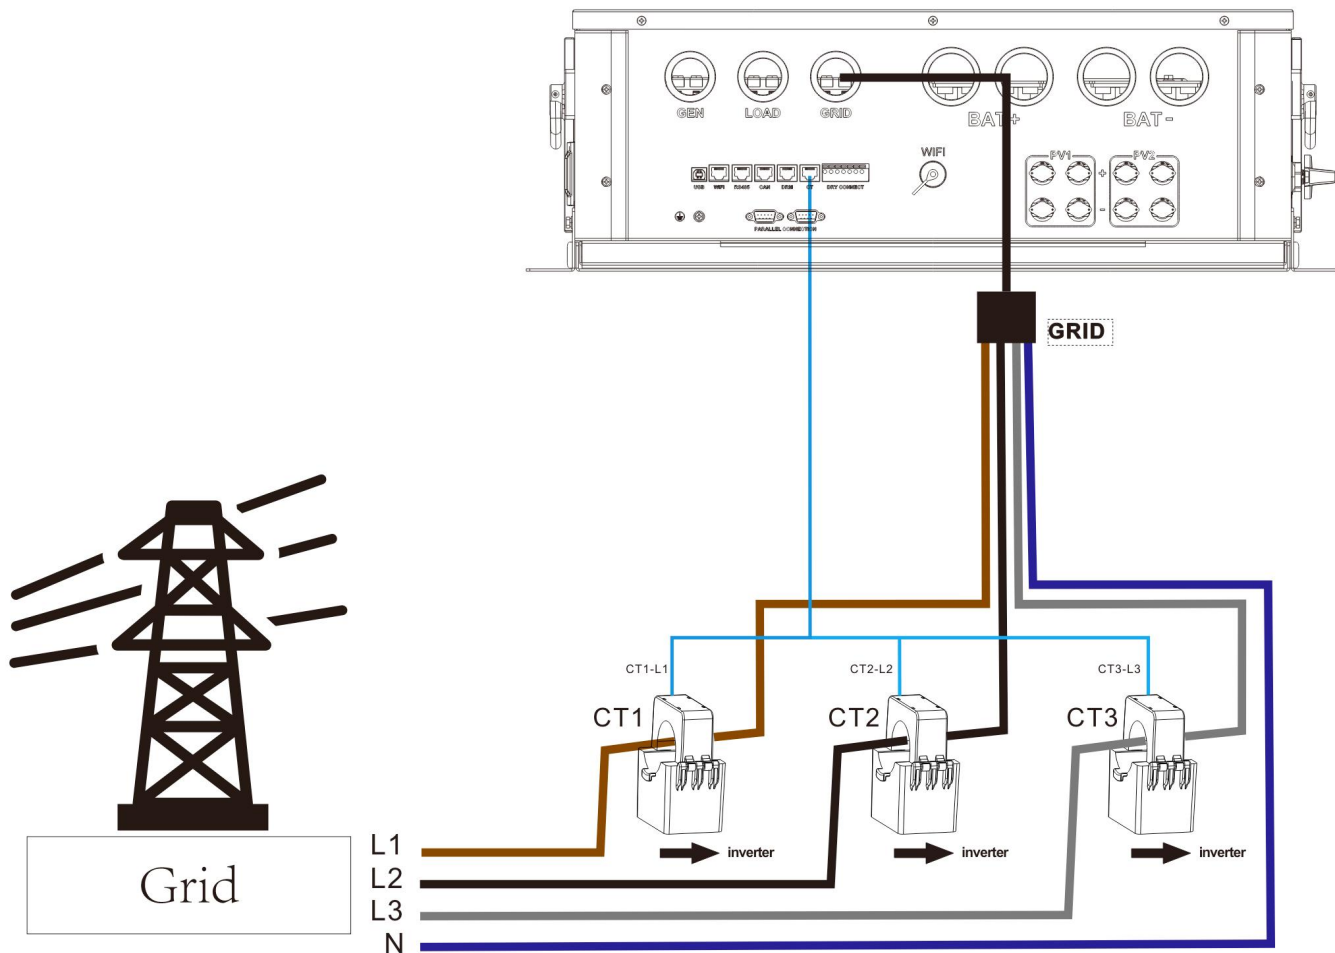 GEN LOAD GRID BAT+ BAT-
WIFI PV1 PV2
+
USB WIFI RS485 CAN DRM CT DRY CONNECT
-
PARALLEL CONNECTION
GRID
CT1-L1 CT2-L2 CT3-L3
CT1 CT2 CT3
L1 inverter inverter inverter
Grid
L2
L3
N